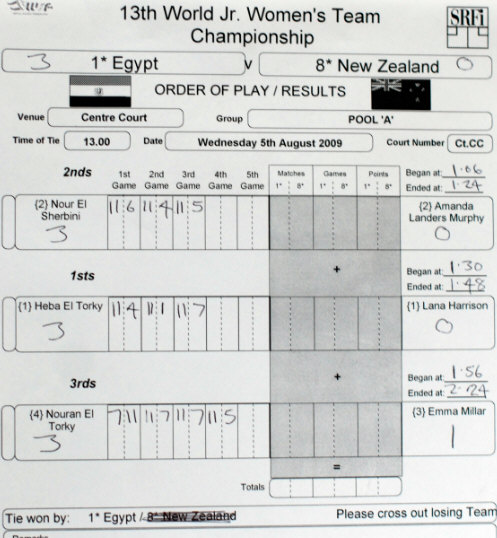 13th World Jr. Women's Team
Championship
SRFI
3 1* Egypt v 8* New Zealand 0
ORDER OF PLAY / RESULTS
Venue Centre Court Group POOL 'A'
Time of Tie 13.00 Date Wednesday 5th August 2009 Court Number Ct.CC
2nds 1st Game 2nd Game 3rd Game 4th Game 5th Game Matches 1* 8* Games 1* 8* Points 1* 8* Began at: 1.06
Ended at: 1.24
{2} Nour El Sherbini 3 11 6 11 4 11 5 {2} Amanda Landers Murphy 0
1sts + Began at: 1.30
Ended at: 1.48
{1} Heba El Torky 3 11 4 11 1 11 7 {1} Lana Harrison 0
3rds + Began at: 1.56
Ended at: 2.24
{4} Nouran El Torky 3 7 11 11 7 11 7 11 5 {3} Emma Millar 1
=
Totals
Tie won by: 1* Egypt / 8* New Zealand Please cross out losing Team
Remarks